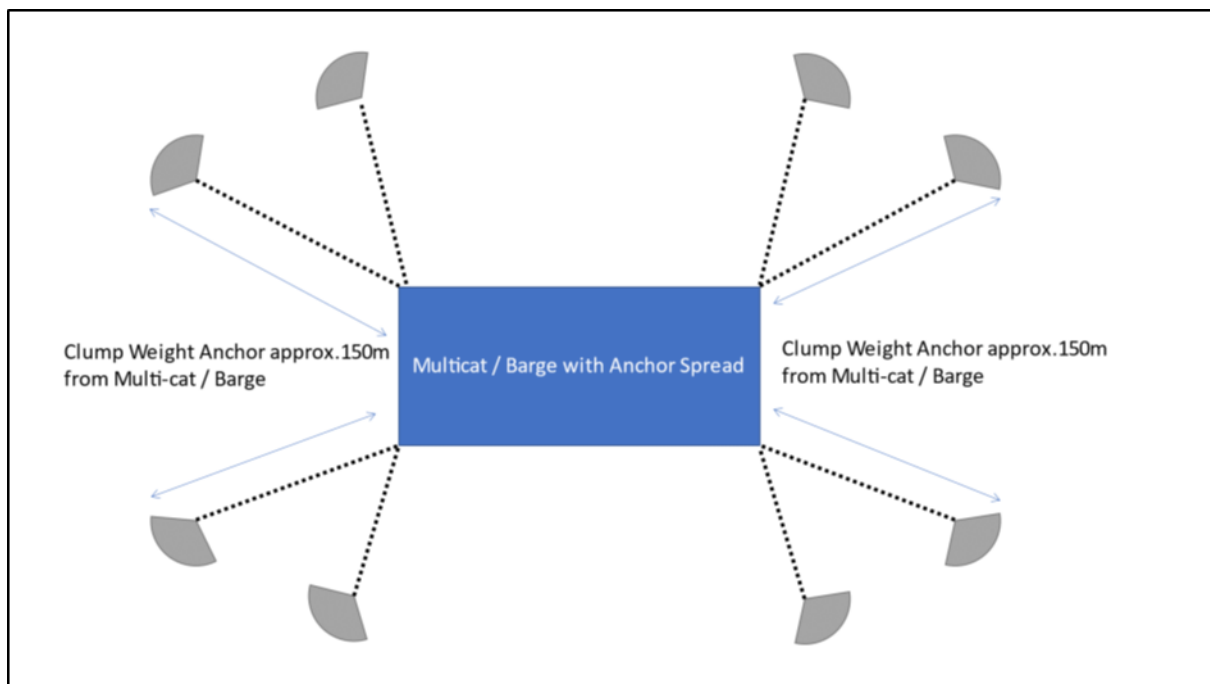 Clump Weight Anchor approx.150m
from Multi-cat / Barge
Multicat / Barge with Anchor Spread
Clump Weight Anchor approx.150m
from Multi-cat / Barge